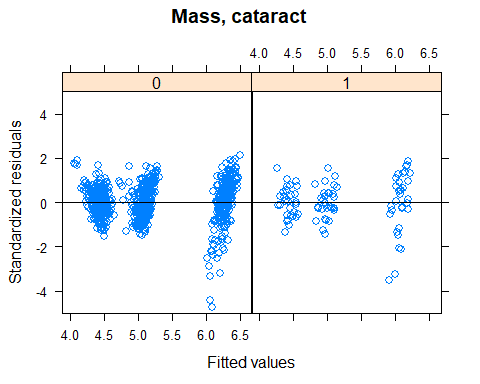 Mass, cataract
4.0 4.5 5.0 5.5 6.0 6.5
0 1
4
2
0
-2
-4
Standardized residuals
4.0 4.5 5.0 5.5 6.0 6.5
Fitted values